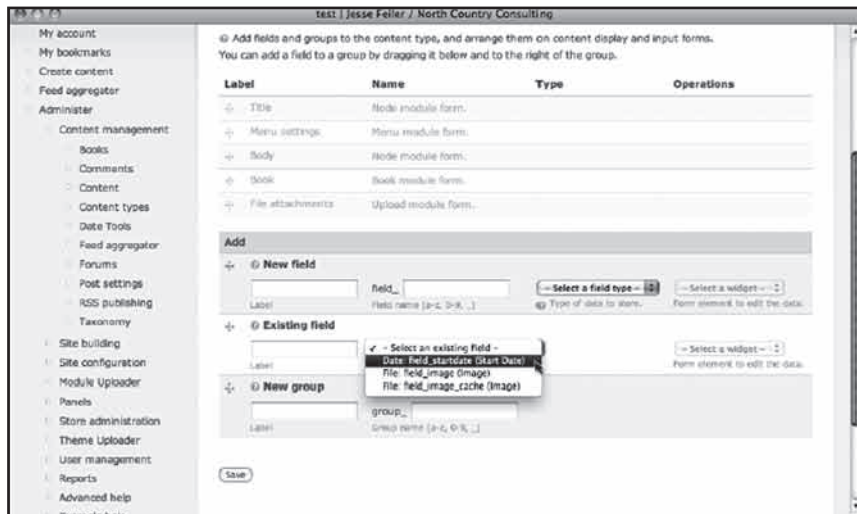 test | Jesse Feiler / North Country Consulting
My account
My bookmarks
Create content
Feed aggregator
Administer
Content management
Books
Comments
Content
Content types
Date Tools
Feed aggregator
Forums
Post settings
RSS publishing
Taxonomy
Site building
Site configuration
Module Uploader
Panels
Store administration
Theme Uploader
User management
Reports
Advanced help
Add fields and groups to the content type, and arrange them on content display and input forms.
You can add a field to a group by dragging it below and to the right of the group.
Label Name Type Operations
Title Node module form.
Menu settings Menu module form.
Body Node module form.
Book Book module form.
File attachments Upload module form.
Add
New field
field_ - Select a field type - - Select a widget -
Label Field name (a-z, 0-9, _) Type of data to store. Form element to edit the data.
Existing field
✓ - Select an existing field - - Select a widget -
Date: field_startdate (Start Date)
Label Form element to edit the data.
File: field_image (Image)
File: field_image_cache (Image)
New group
group_
Label Group name (a-z, 0-9, _)
Save